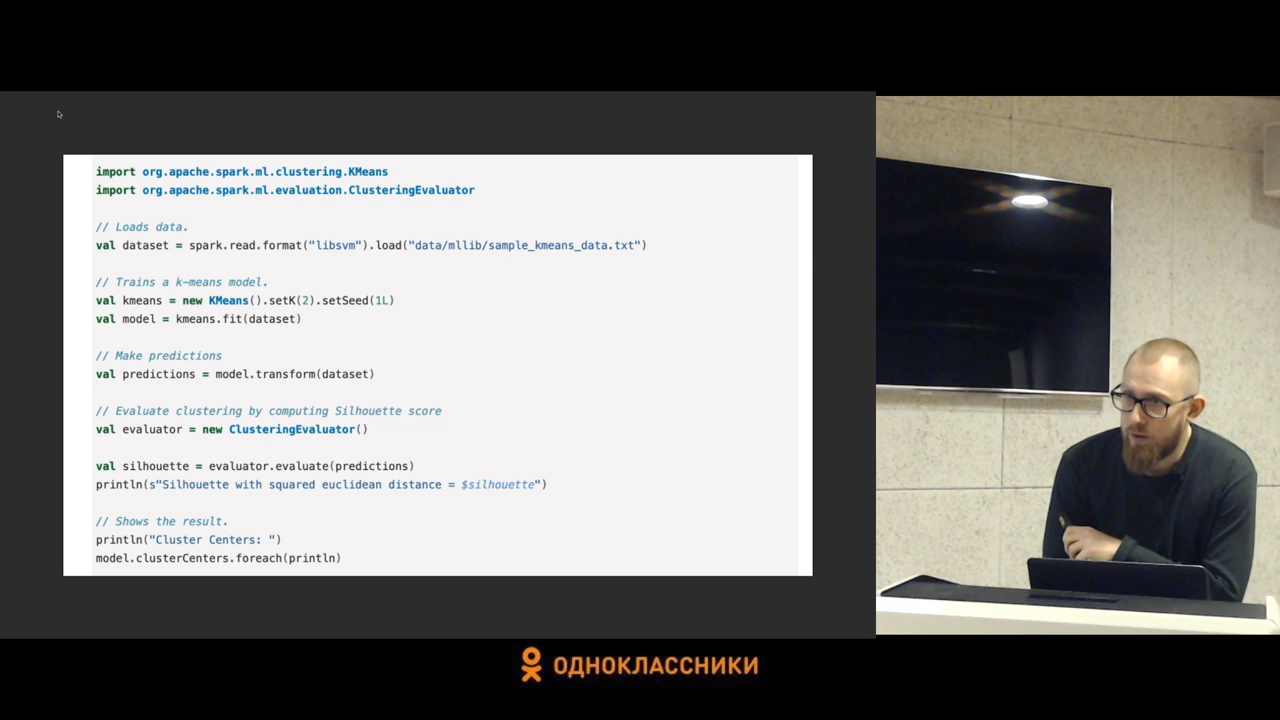 import org.apache.spark.ml.clustering.KMeans
import org.apache.spark.ml.evaluation.ClusteringEvaluator
// Loads data.
val dataset = spark.read.format("libsvm").load("data/mllib/sample_kmeans_data.txt")
// Trains a k-means model.
val kmeans = new KMeans().setK(2).setSeed(1L)
val model = kmeans.fit(dataset)
// Make predictions
val predictions = model.transform(dataset)
// Evaluate clustering by computing Silhouette score
val evaluator = new ClusteringEvaluator()
val silhouette = evaluator.evaluate(predictions)
println(s"Silhouette with squared euclidean distance = $silhouette")
// Shows the result.
println("Cluster Centers: ")
model.clusterCenters.foreach(println)
ОДНОКЛАССНИКИ